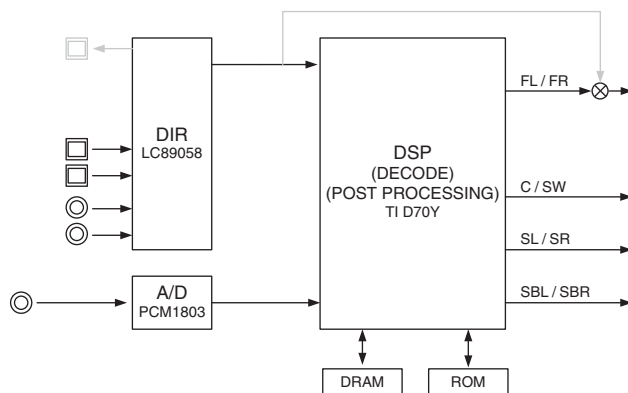 FL / FR
DIR
LC89058
DSP
(DECODE)
(POST PROCESSING)
TI D70Y
C / SW
SL / SR
A/D
PCM1803
SBL / SBR
DRAM
ROM